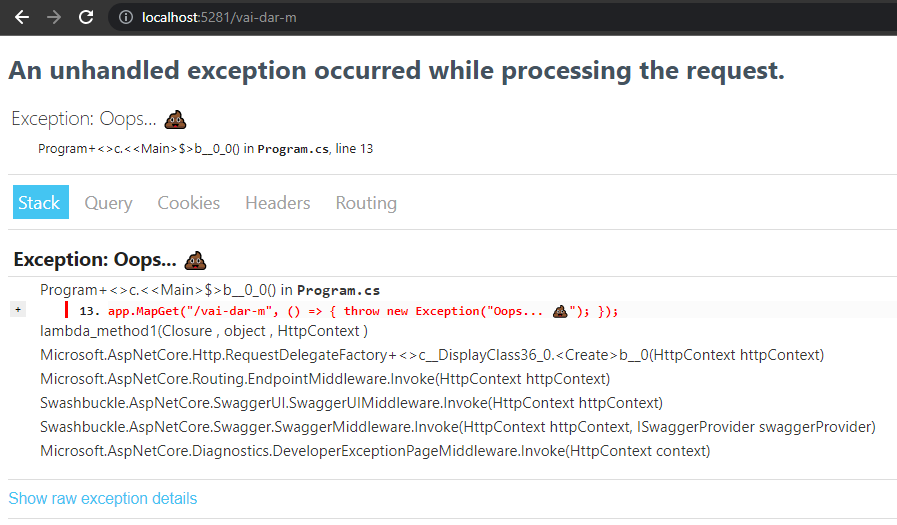 localhost:5281/vai-dar-m
An unhandled exception occurred while processing the request.
Exception: Oops... 💩
Program+<>c.<<Main>$>b__0_0() in Program.cs, line 13
Stack Query Cookies Headers Routing
Exception: Oops... 💩
Program+<>c.<<Main>$>b__0_0() in Program.cs
+ 13. app.MapGet("/vai-dar-m", () => { throw new Exception("Oops... 💩"); });
lambda_method1(Closure , object , HttpContext )
Microsoft.AspNetCore.Http.RequestDelegateFactory+<>c__DisplayClass36_0.<Create>b__0(HttpContext httpContext)
Microsoft.AspNetCore.Routing.EndpointMiddleware.Invoke(HttpContext httpContext)
Swashbuckle.AspNetCore.SwaggerUI.SwaggerUIMiddleware.Invoke(HttpContext httpContext)
Swashbuckle.AspNetCore.Swagger.SwaggerMiddleware.Invoke(HttpContext httpContext, ISwaggerProvider swaggerProvider)
Microsoft.AspNetCore.Diagnostics.DeveloperExceptionPageMiddleware.Invoke(HttpContext context)
Show raw exception details